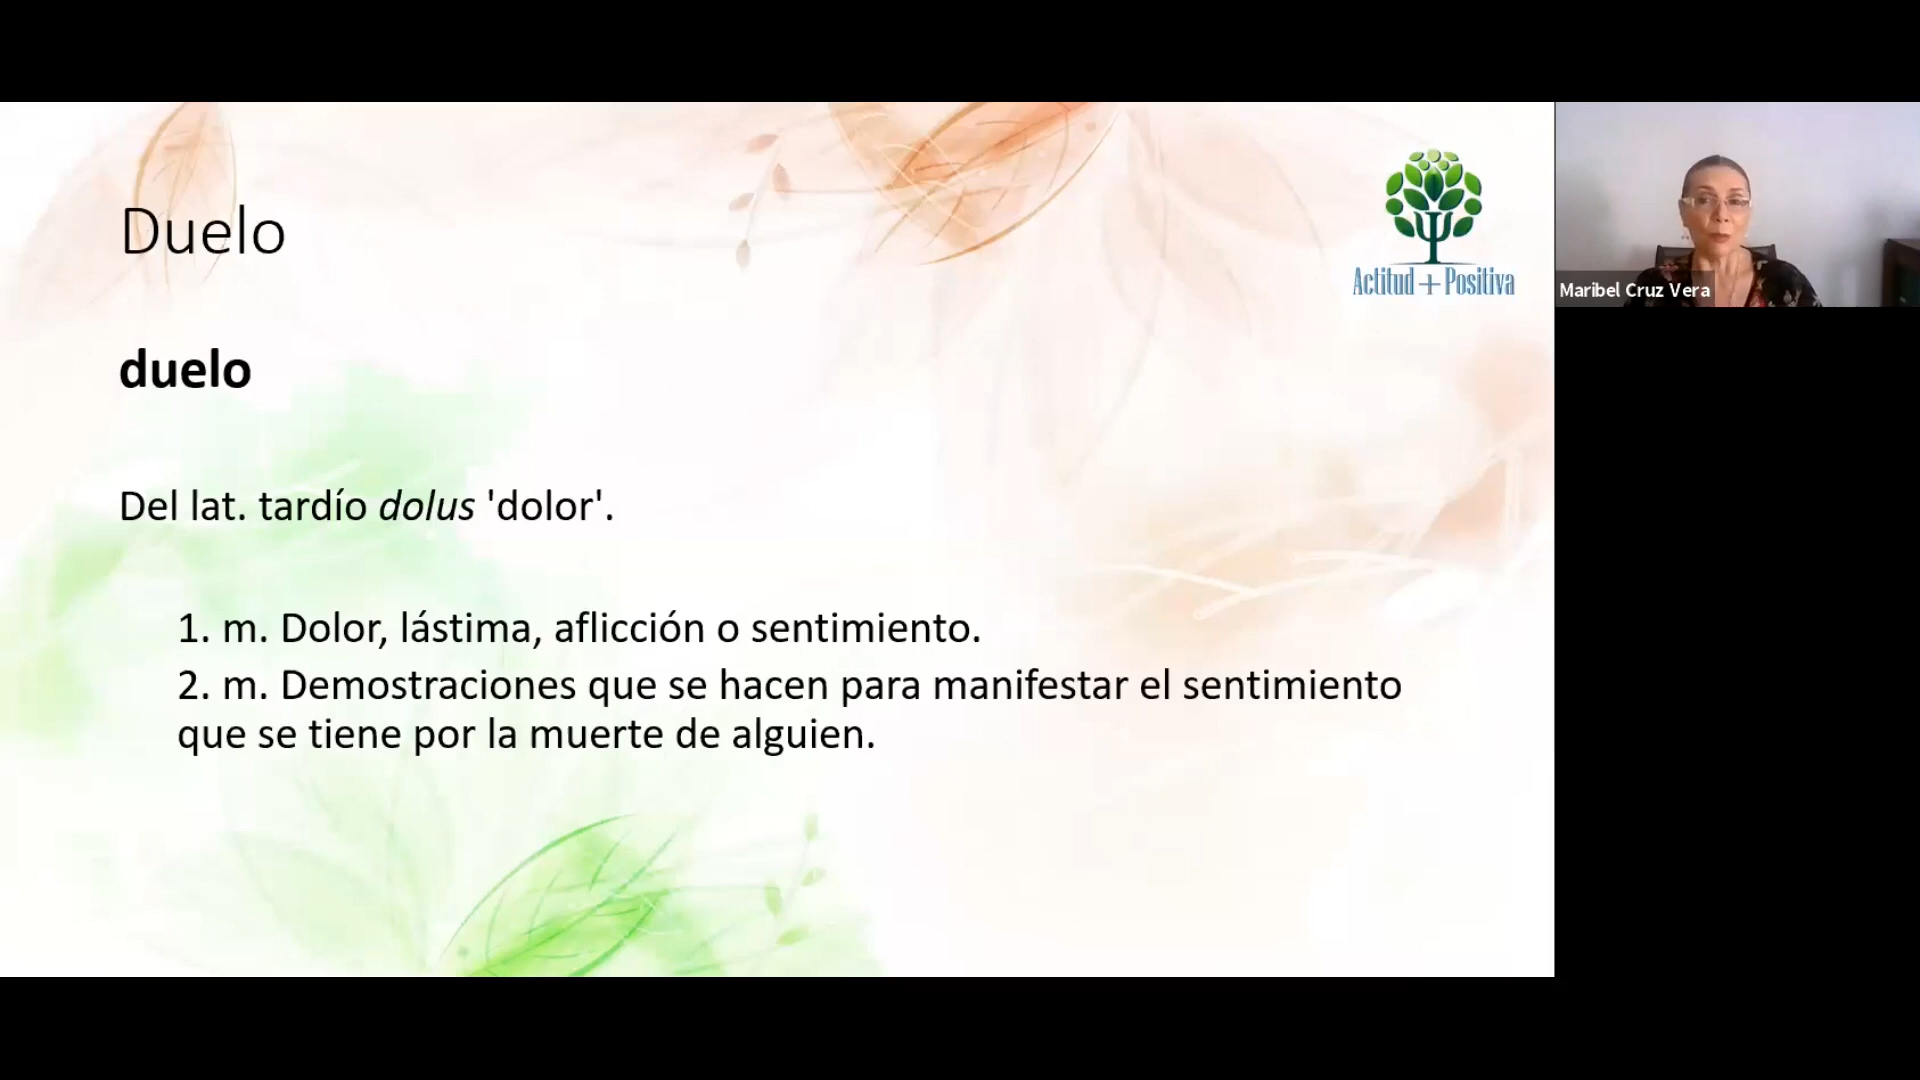 Duelo
Actitud + Positiva
Maribel Cruz Vera
duelo
Del lat. tardío dolus 'dolor'.
1. m. Dolor, lástima, aflicción o sentimiento.
2. m. Demostraciones que se hacen para manifestar el sentimiento
que se tiene por la muerte de alguien.